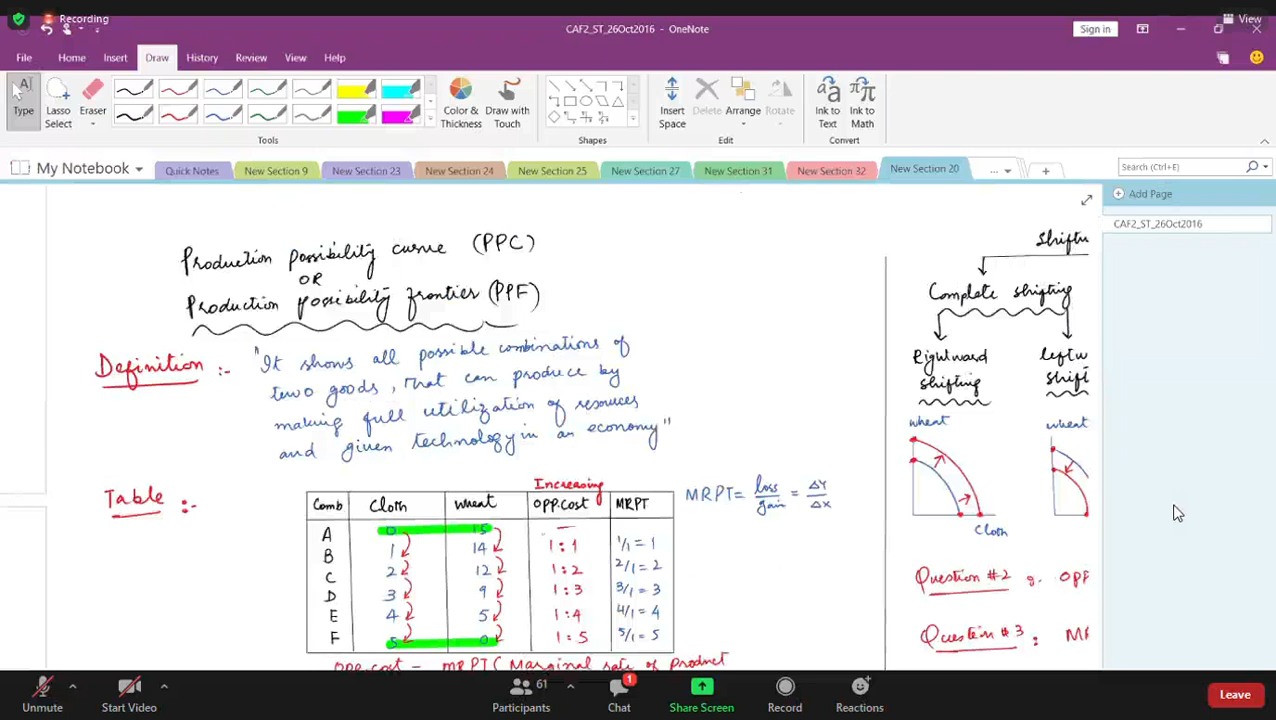 Recording
View
CAF2_ST_26Oct2016 - OneNote
Sign in
File Home Insert Draw History Review View Help
Type
Lasso Select
Eraser
Color & Thickness
Draw with Touch
Insert Space
Delete
Arrange
Rotate
Ink to Text
Ink to Math
Tools
Shapes
Edit
Convert
My Notebook
Quick Notes
New Section 9
New Section 23
New Section 24
New Section 25
New Section 27
New Section 31
New Section 32
New Section 20
...
Search (Ctrl+E)
Add Page
CAF2_ST_26Oct2016
Production possibility curve (PPC)
OR
Production possibility frontier (PPF)
Definition :- "It shows all possible combinations of
two goods, that can produce by
making full utilization of resources
and given technology in an economy"
Table :-
Increasing
Comb Cloth wheat Opp.cost MRPT
A 0 15 —
B 1 14 1:1 1/1 = 1
C 2 12 1:2 2/1 = 2
D 3 9 1:3 3/1 = 3
E 4 5 1:4 4/1 = 4
F 5 0 1:5 5/1 = 5
MRPT = loss/gain = ΔY/ΔX
Opp.cost = MRPT (Marginal rate of product
Complete shifting
Rightward shifting
wheat
Cloth
wheat
Question #2 :
Question #3 :
Unmute
Start Video
61
Participants
1
Chat
Share Screen
Record
Reactions
Leave